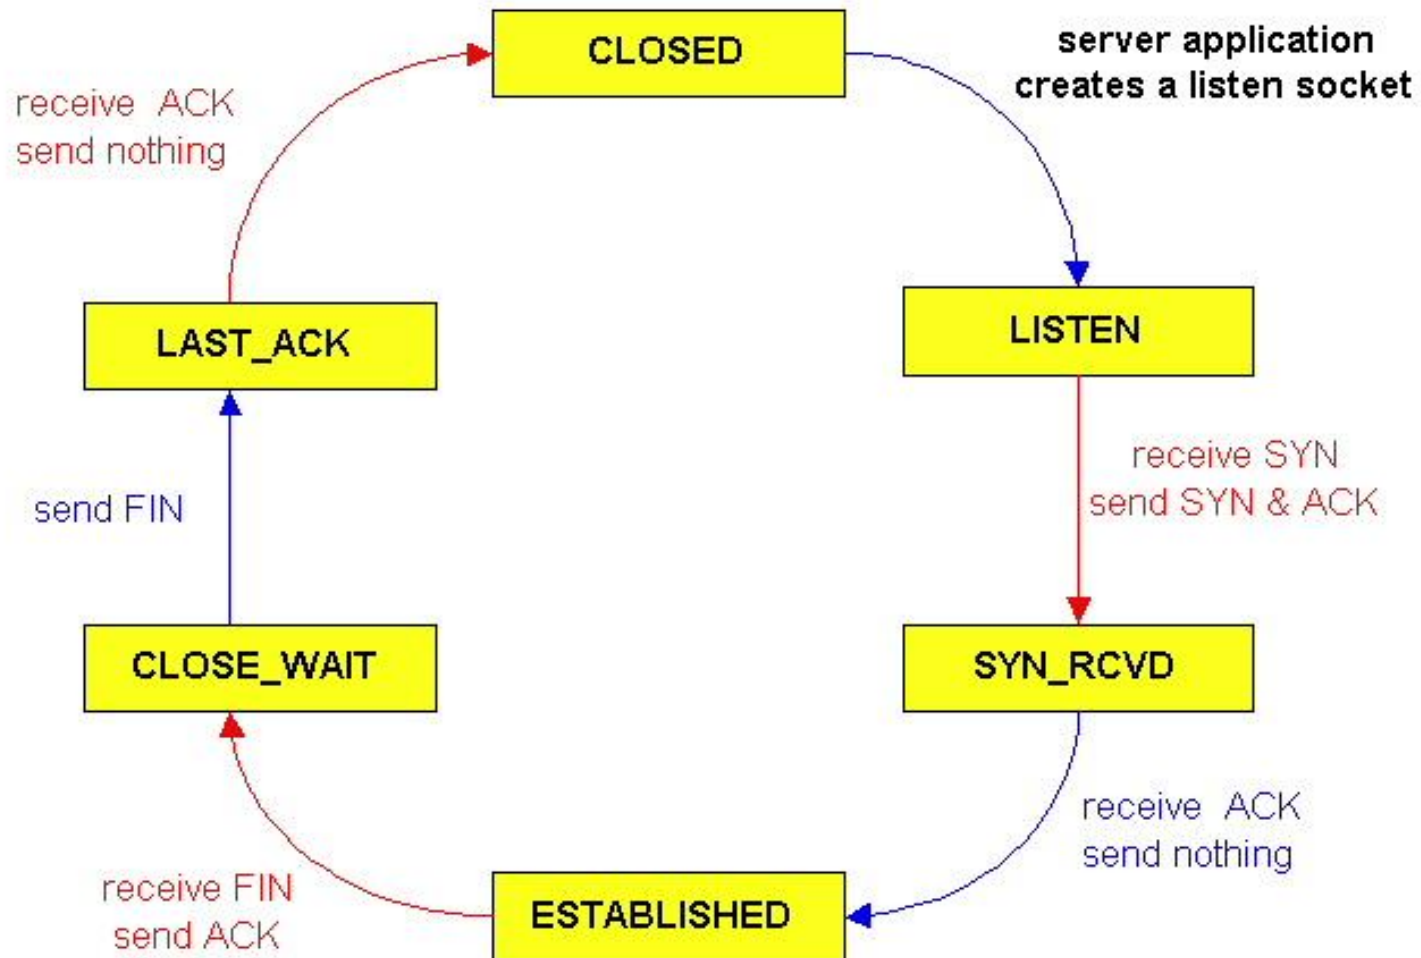 CLOSED
server application
creates a listen socket
receive ACK
send nothing
LAST_ACK
LISTEN
receive SYN
send SYN & ACK
send FIN
CLOSE_WAIT
SYN_RCVD
receive ACK
send nothing
receive FIN
send ACK
ESTABLISHED